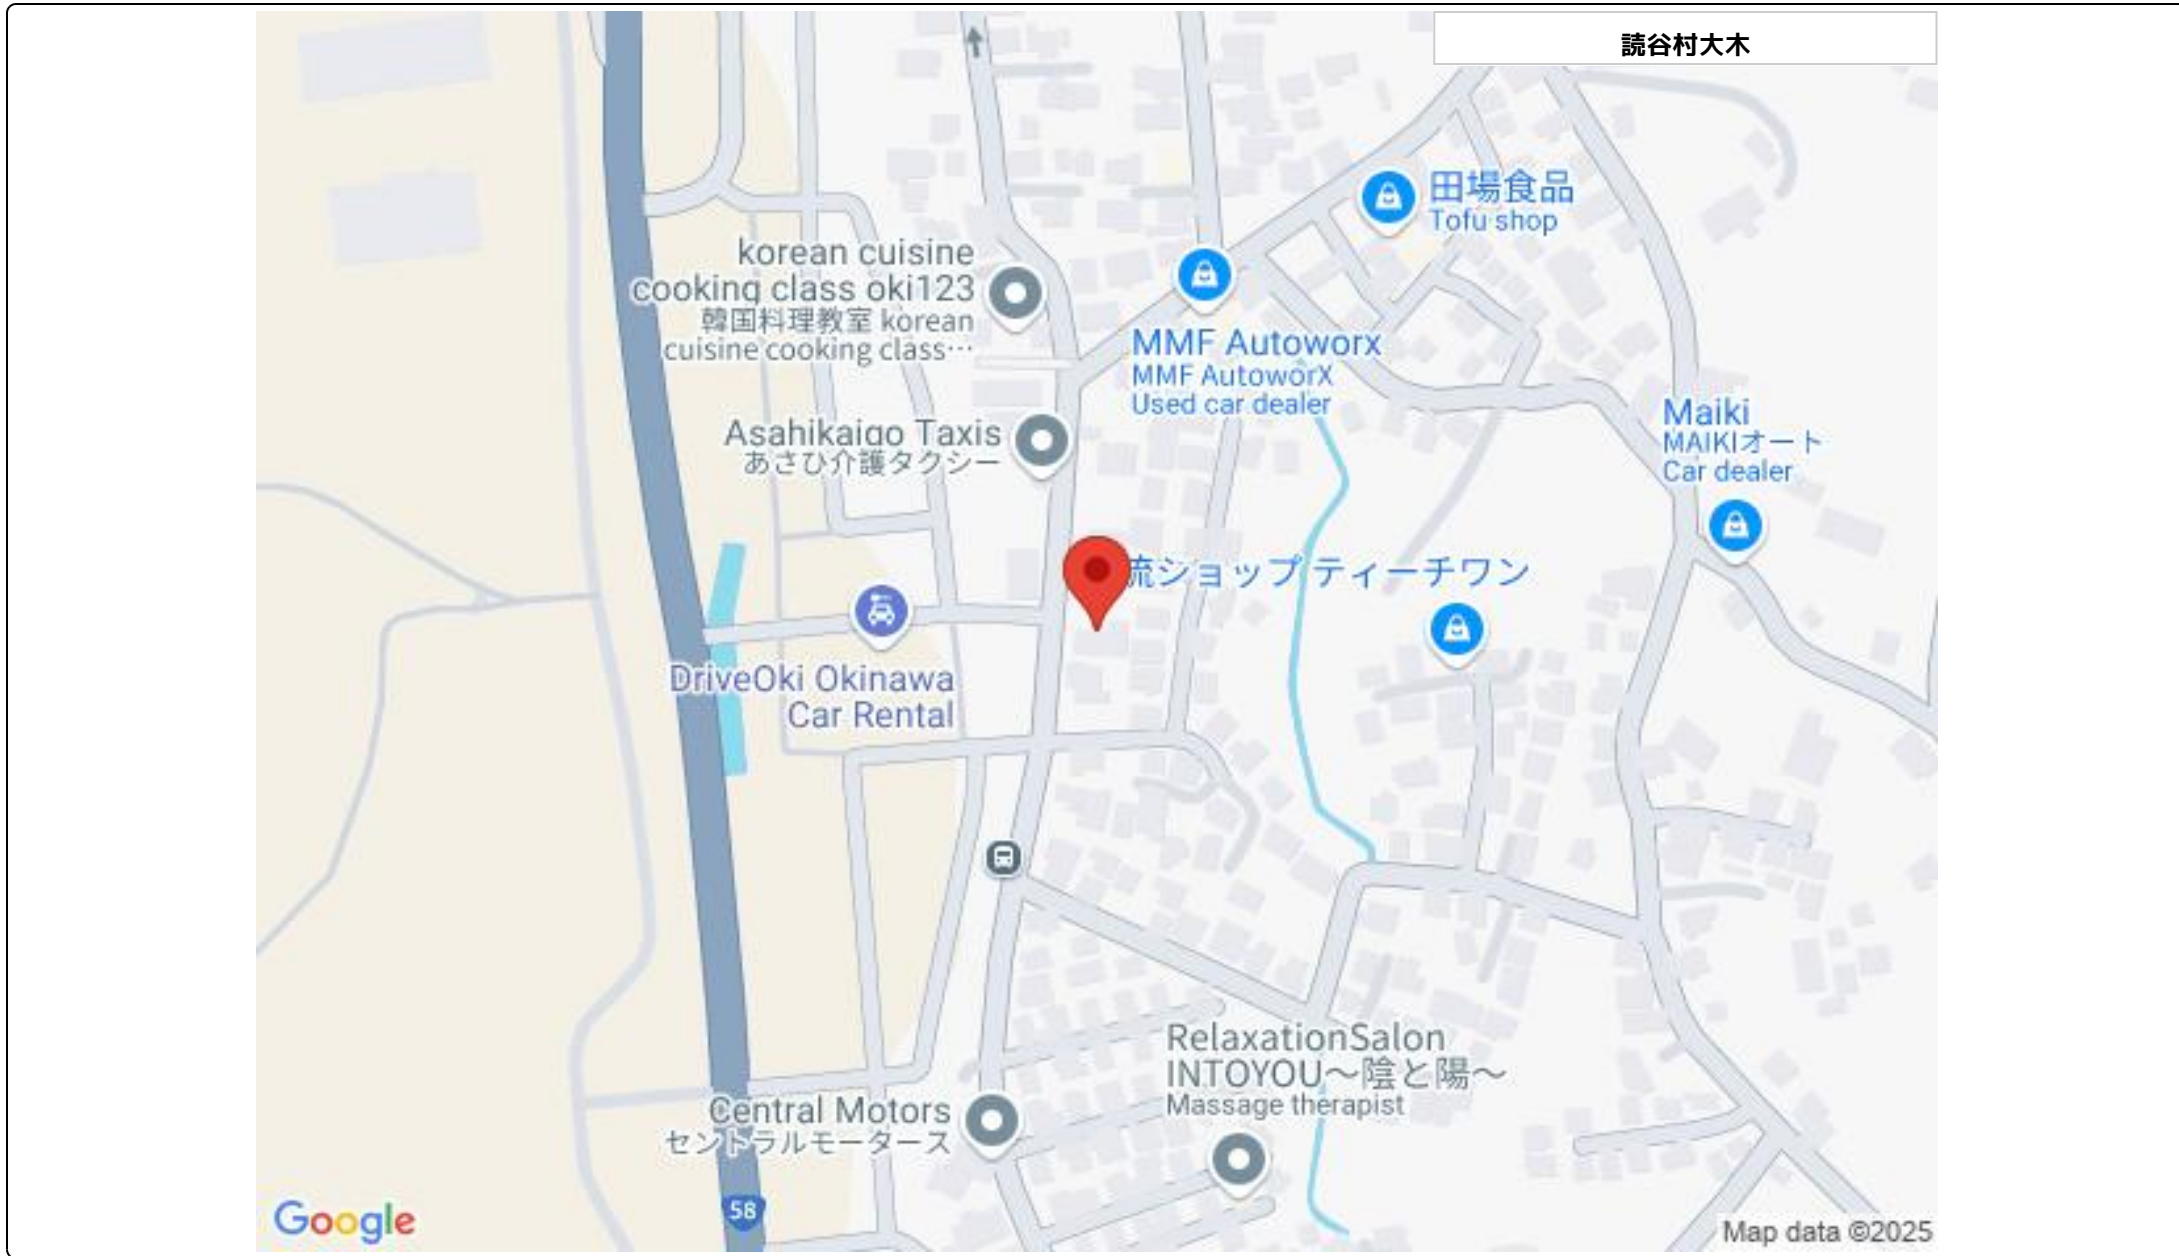 読谷村大木
田場食品
Tofu shop
korean cuisine
cooking class oki123
韓国料理教室 korean
cuisine cooking class…
MMF Autoworx
MMF AutoworX
Used car dealer
Maiki
MAIKIオート
Car dealer
Asahikaigo Taxis
あさひ介護タクシー
流ショップ ティーチワン
DriveOki Okinawa
Car Rental
RelaxationSalon
INTOYOU～陰と陽～
Massage therapist
Central Motors
セントラルモータース
58
Google
Map data ©2025